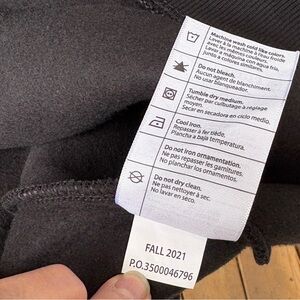 Machine wash cold like colors.
Laver à la machine à l'eau froide
avec les mêmes couleurs.
Lavar a máquina con agua fría,
junto a colores similares.
Do not bleach.
Aucun agent de blanchiment.
No usar blanqueador.
Tumble dry medium.
Sécher par culbutage à réglage
moyen.
Secar en secadora en ciclo medio.
Cool iron.
Repasser à fer tiède.
Plancha a baja temperatura.
Do not iron ornamentation.
Ne pas repasser les garnitures.
No planchar los ornamentos.
Do not dry clean.
Ne pas nettoyer à sec.
No lavar en seco.
FALL 2021
P.O.3500046796